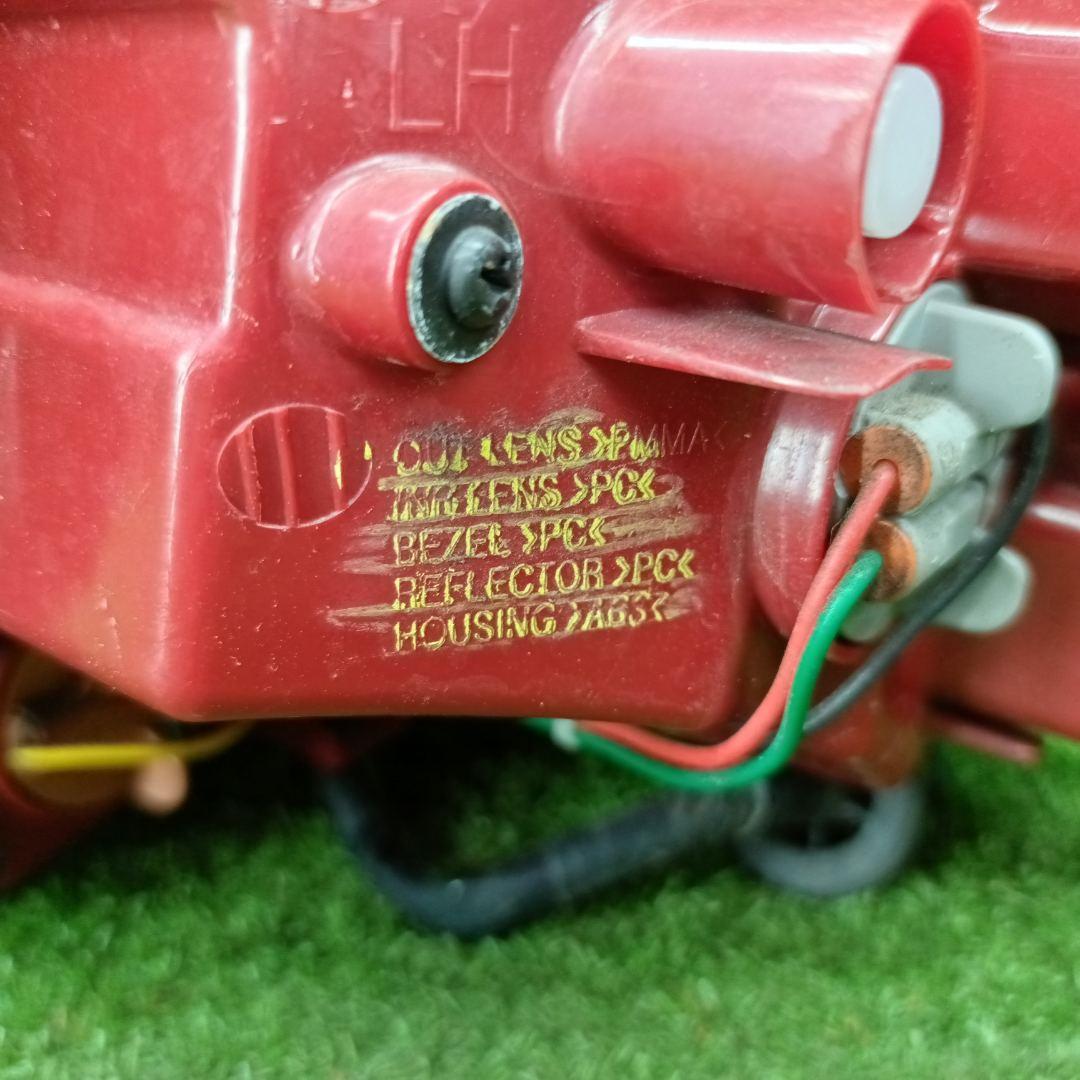 LH
OUT LENS >PMMA<
INR LENS >PC<
BEZEL >PC<
REFLECTOR >PC<
HOUSING >ABS<